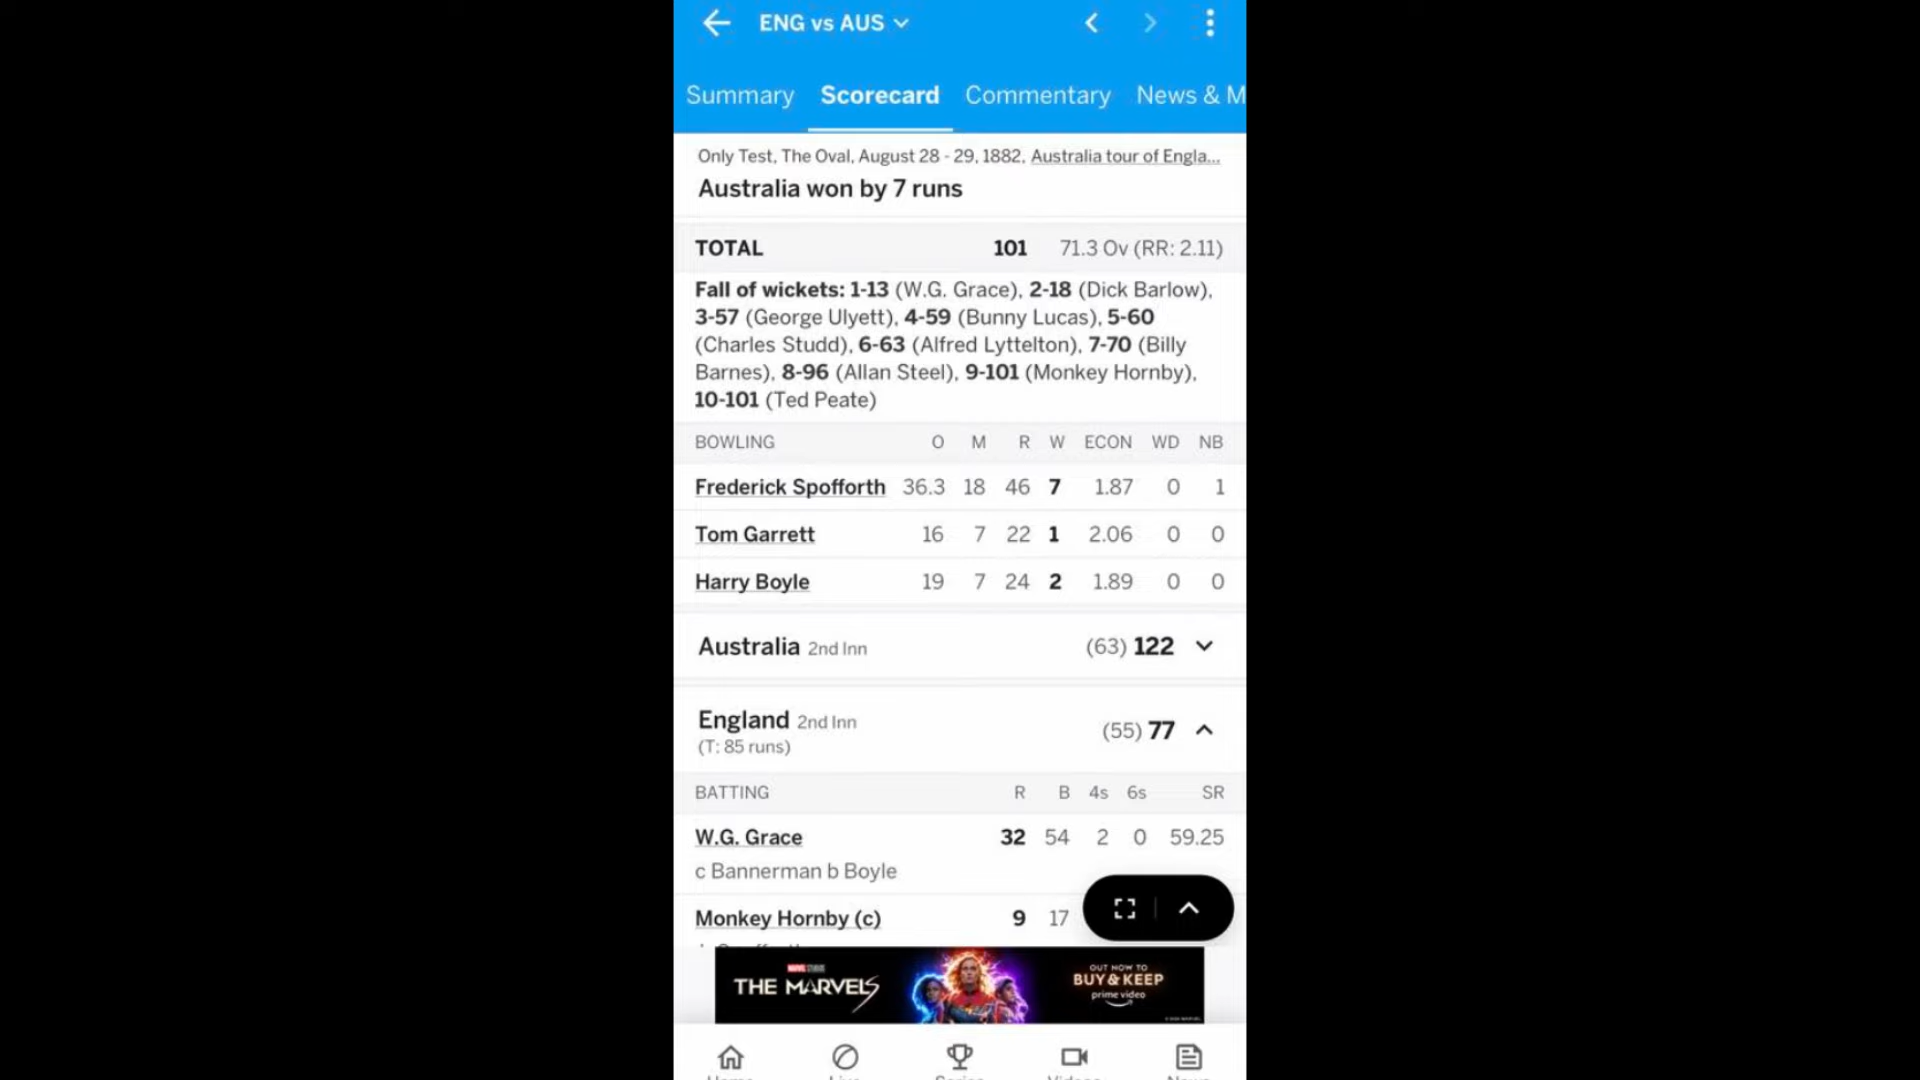 ENG vs AUS
Summary Scorecard Commentary News & M
Only Test, The Oval, August 28 - 29, 1882, Australia tour of Engla...
Australia won by 7 runs
TOTAL 101 71.3 Ov (RR: 2.11)
Fall of wickets: 1-13 (W.G. Grace), 2-18 (Dick Barlow),
3-57 (George Ulyett), 4-59 (Bunny Lucas), 5-60
(Charles Studd), 6-63 (Alfred Lyttelton), 7-70 (Billy
Barnes), 8-96 (Allan Steel), 9-101 (Monkey Hornby),
10-101 (Ted Peate)
BOWLING O M R W ECON WD NB
Frederick Spofforth 36.3 18 46 7 1.87 0 1
Tom Garrett 16 7 22 1 2.06 0 0
Harry Boyle 19 7 24 2 1.89 0 0
Australia 2nd Inn (63) 122
England 2nd Inn (55) 77
(T: 85 runs)
BATTING R B 4s 6s SR
W.G. Grace 32 54 2 0 59.25
c Bannerman b Boyle
Monkey Hornby (c) 9 17
MARVEL STUDIOS
THE MARVELS
OUT NOW TO
BUY & KEEP
prime video